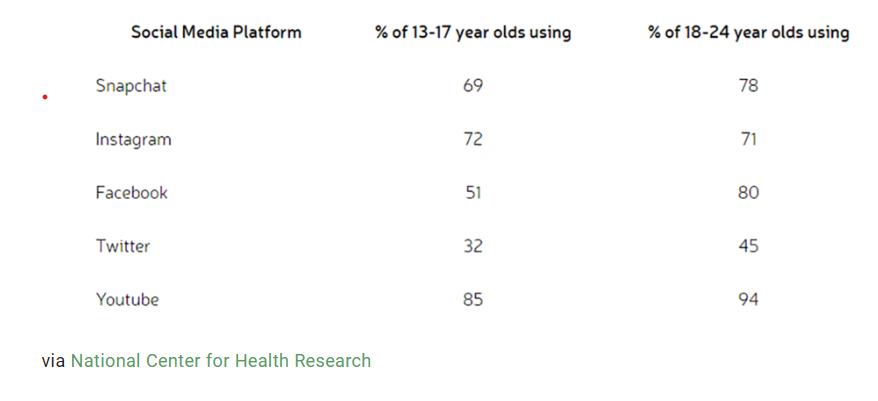 Social Media Platform % of 13-17 year olds using % of 18-24 year olds using
Snapchat 69 78
Instagram 72 71
Facebook 51 80
Twitter 32 45
Youtube 85 94
via National Center for Health Research